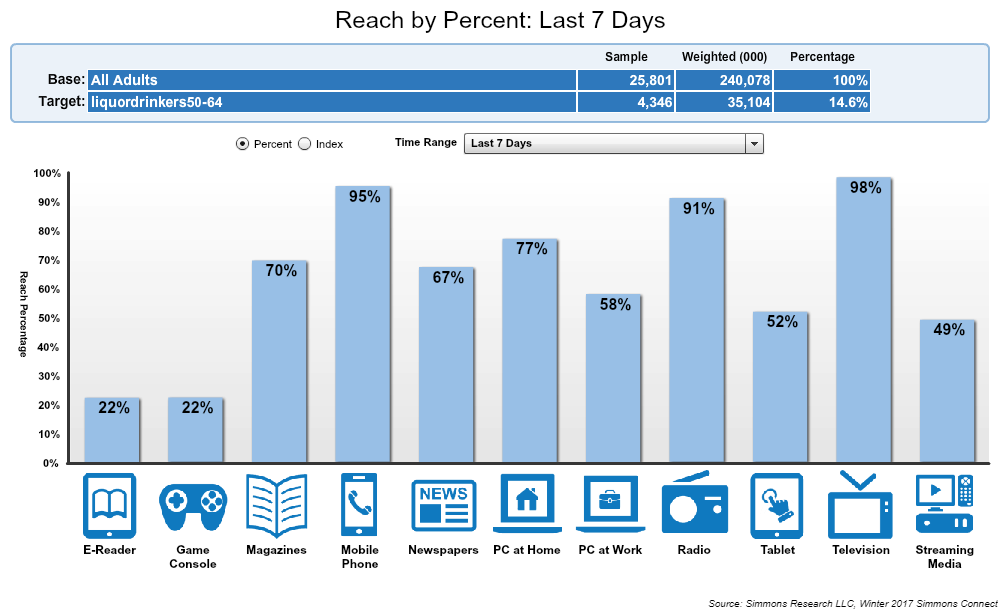 Reach by Percent: Last 7 Days
Sample Weighted (000) Percentage
Base: All Adults 25,801 240,078 100%
Target: liquordrinkers50-64 4,346 35,104 14.6%
Percent Index Time Range Last 7 Days
Reach Percentage
100%
90%
80%
70%
60%
50%
40%
30%
20%
10%
0%
22% 22% 70% 95% 67% 77% 58% 91% 52% 98% 49%
NEWS
E-Reader Game Console Magazines Mobile Phone Newspapers PC at Home PC at Work Radio Tablet Television Streaming Media
Source: Simmons Research LLC, Winter 2017 Simmons Connect